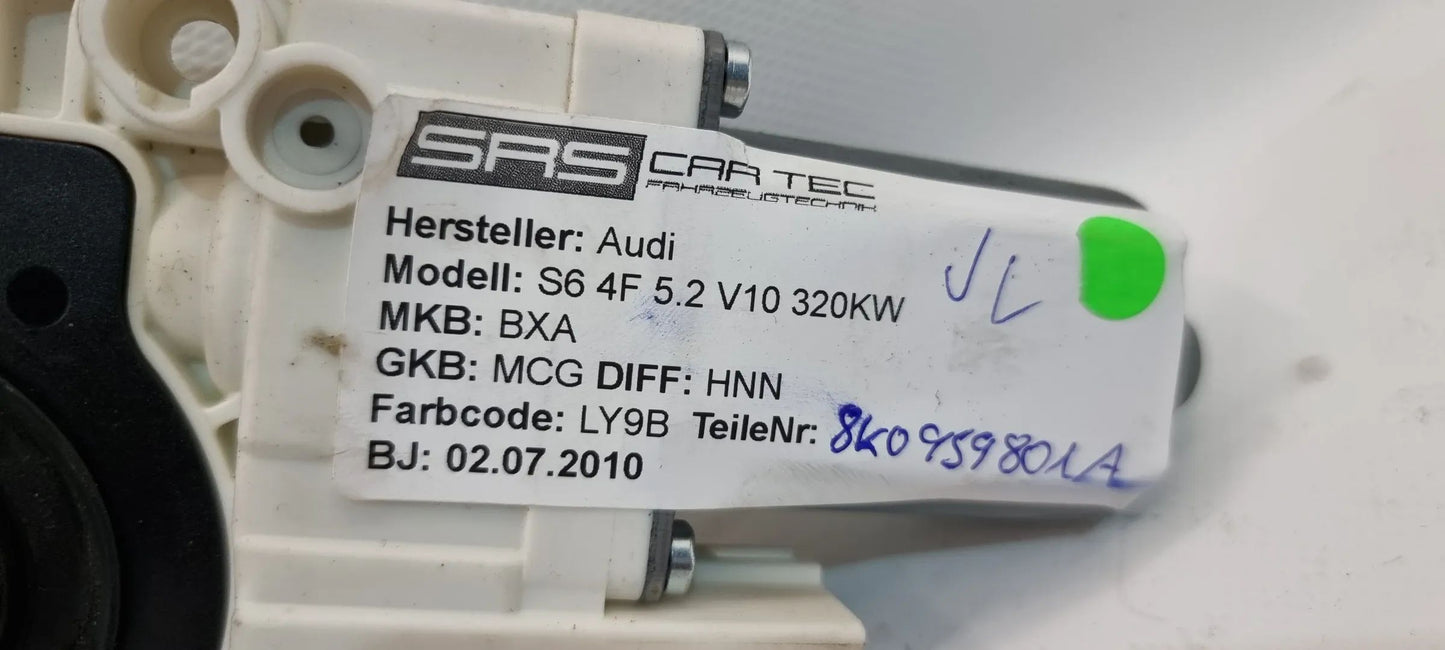 SRS CAR TEC
FAHRZEUGTECHNIK
Hersteller: Audi
Modell: S6 4F 5.2 V10 320KW
VL
MKB: BXA
GKB: MCG DIFF: HNN
Farbcode: LY9B TeileNr: 8K0959801A
BJ: 02.07.2010